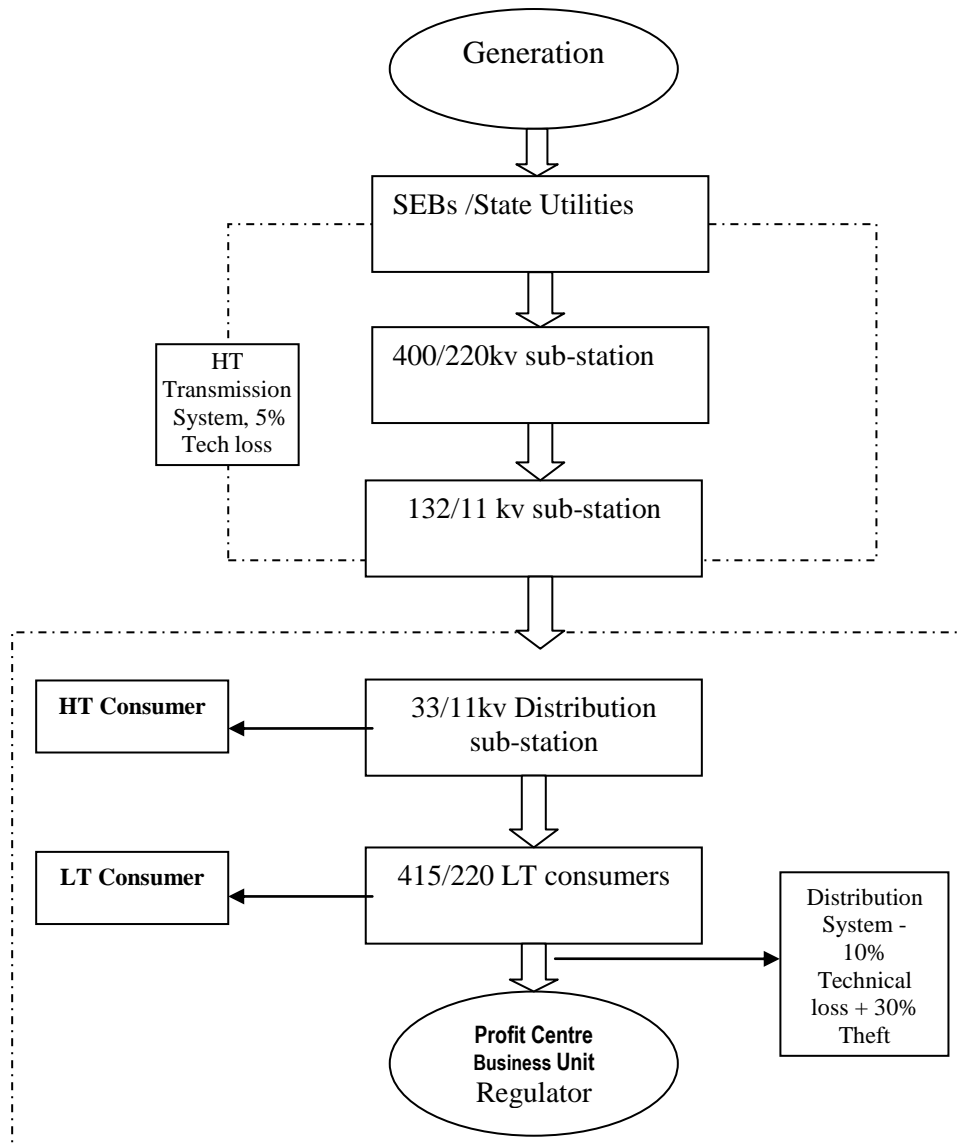 Generation
SEBs /State Utilities
400/220kv sub-station
HT
Transmission
System, 5%
Tech loss
132/11 kv sub-station
HT Consumer
33/11kv Distribution
sub-station
LT Consumer
415/220 LT consumers
Distribution
System -
10%
Technical
loss + 30%
Theft
Profit Centre
Business Unit
Regulator